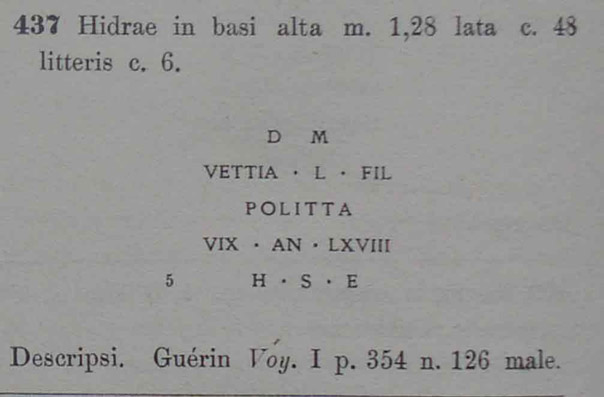 437 Hidrae in basi alta m. 1,28 lata c. 48
litteris c. 6.
D M
VETTIA · L · FIL
POLITTA
VIX · AN · LXVIII
5 H · S · E
Descripsi. Guérin Voy. I p. 354 n. 126 male.